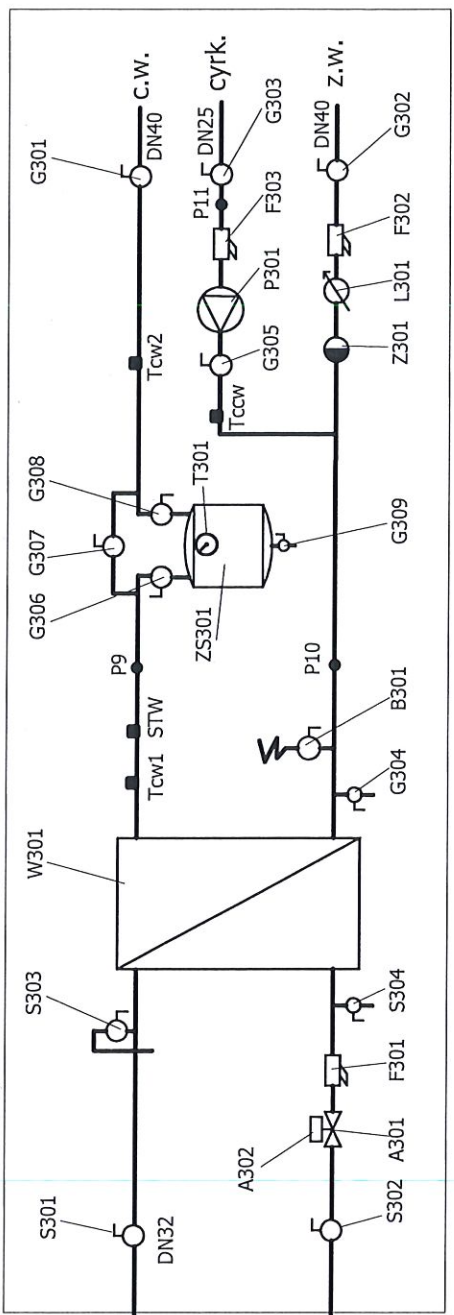 S301
DN32
S303
W301
Tcw1
STW
P9
G306
G307
G308
T301
ZS301
G309
Tcw2
G301
DN40
c.w.
Tccw
G305
P301
F303
P11
DN25
G303
cyrk.
S302
A302
A301
F301
S304
G304
B301
P10
Z301
L301
F302
DN40
G302
z.w.